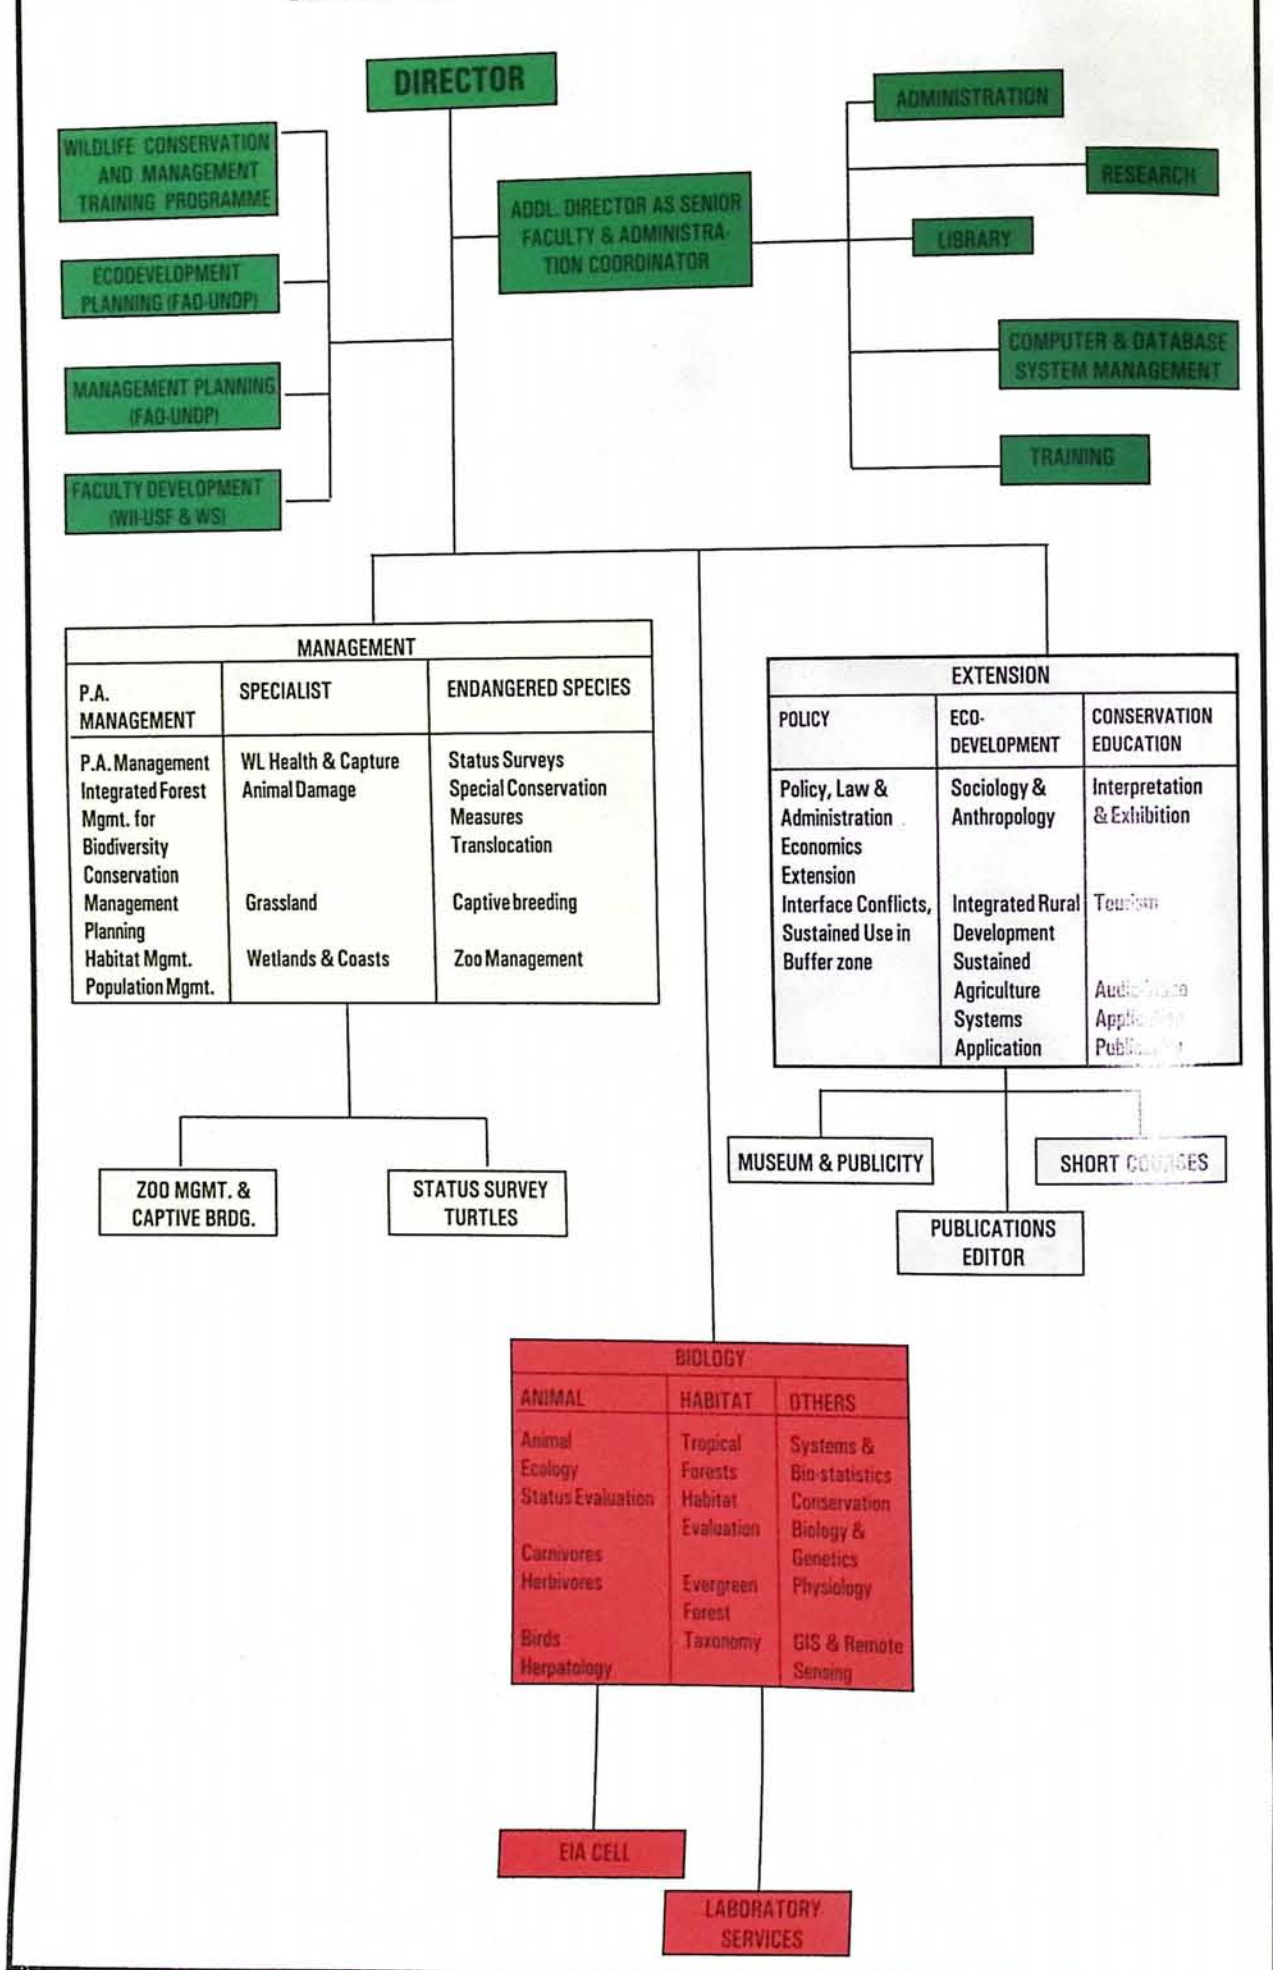 DIRECTOR
WILDLIFE CONSERVATION
AND MANAGEMENT
TRAINING PROGRAMME
ECODEVELOPMENT
PLANNING (FAO-UNDP)
MANAGEMENT PLANNING
(FAO-UNDP)
FACULTY DEVELOPMENT
(WII-USF & WS)
ADDL. DIRECTOR AS SENIOR
FACULTY & ADMINISTRA-
TION COORDINATOR
ADMINISTRATION
RESEARCH
LIBRARY
COMPUTER & DATABASE
SYSTEM MANAGEMENT
TRAINING
MANAGEMENT
P.A.
MANAGEMENT
P.A. Management
Integrated Forest
Mgmt. for
Biodiversity
Conservation
Management
Planning
Habitat Mgmt.
Population Mgmt.
SPECIALIST
WL Health & Capture
Animal Damage
Grassland
Wetlands & Coasts
ENDANGERED SPECIES
Status Surveys
Special Conservation
Measures
Translocation
Captive breeding
Zoo Management
ZOO MGMT. &
CAPTIVE BRDG.
STATUS SURVEY
TURTLES
EXTENSION
POLICY
Policy, Law &
Administration
Economics
Extension
Interface Conflicts,
Sustained Use in
Buffer zone
ECO-
DEVELOPMENT
Sociology &
Anthropology
Integrated Rural
Development
Sustained
Agriculture
Systems
Application
CONSERVATION
EDUCATION
Interpretation
& Exhibition
Tourism
MUSEUM & PUBLICITY
SHORT COURSES
PUBLICATIONS
EDITOR
BIOLOGY
ANIMAL
Animal
Ecology
Status Evaluation
Carnivores
Herbivores
Birds
Herpatology
HABITAT
Tropical
Forests
Habitat
Evaluation
Evergreen
Forest
Taxonomy
OTHERS
Systems &
Bio-statistics
Conservation
Biology &
Genetics
Physiology
GIS & Remote
Sensing
EIA CELL
LABORATORY
SERVICES